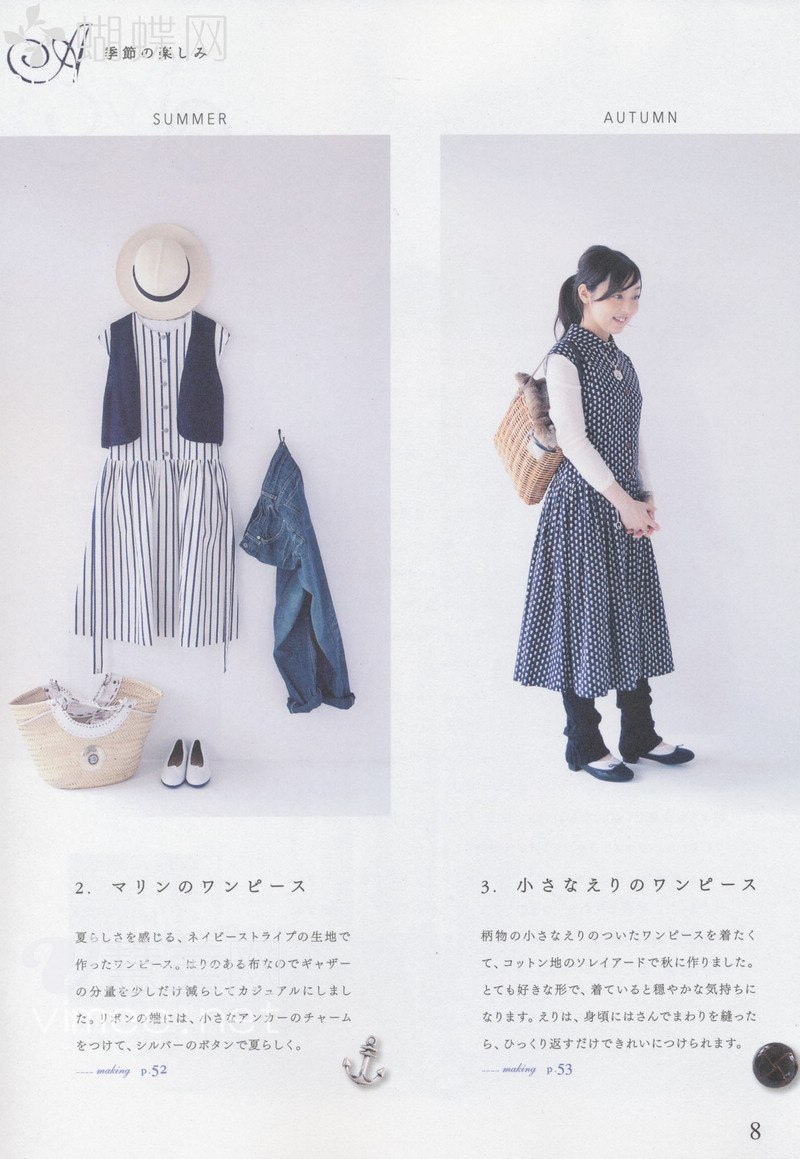 A
蝴蝶网
季節の楽しみ
SUMMER
2. マリンのワンピース
夏らしさを感じる、ネイビーストライプの生地で
作ったワンピース。はりのある布なのでギャザー
の分量を少しだけ減らしてカジュアルにしまし
た。リボンの端には、小さなアンカーのチャーム
をつけて、シルバーのボタンで夏らしく。
---- making p.52
AUTUMN
3. 小さなえりのワンピース
柄物の小さなえりのついたワンピースを着たく
て、コットン地のソレイアードで秋に作りました。
とても好きな形で、着ていると穏やかな気持ちに
なります。えりは、身頃にはさんでまわりを縫った
ら、ひっくり返すだけできれいにつけられます。
---- making p.53
8